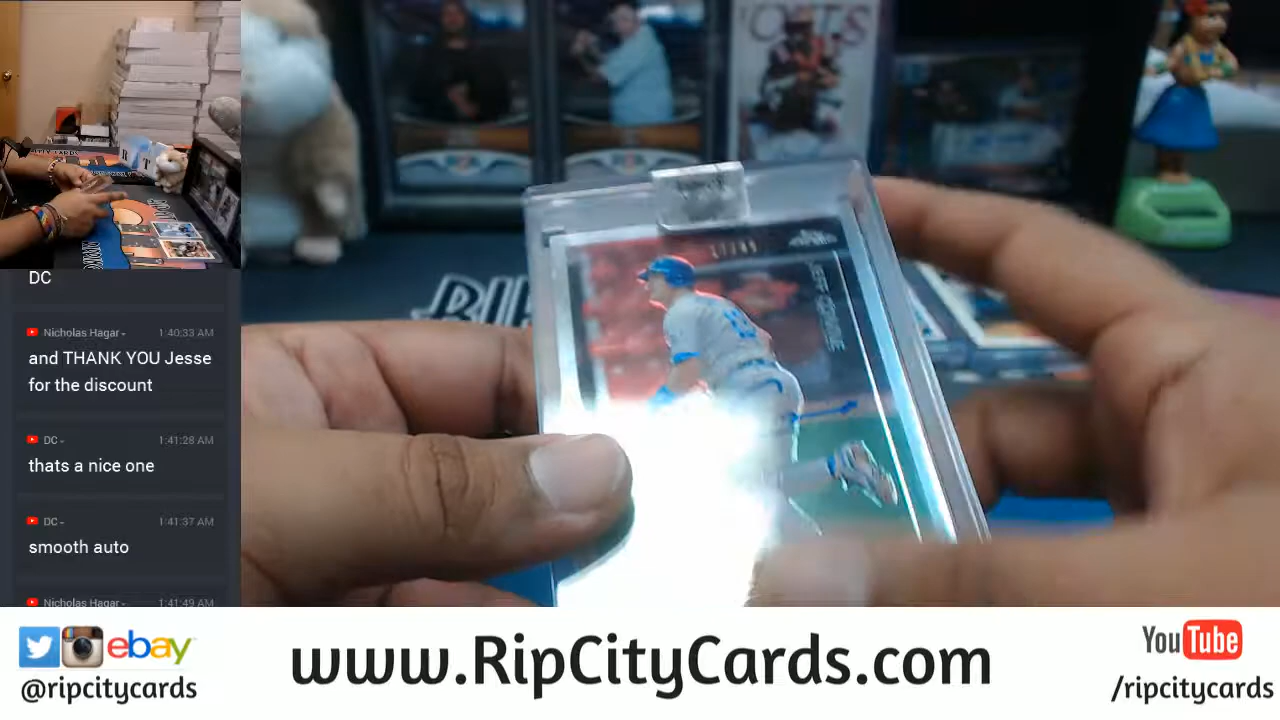 DC
Nicholas Hagar
1:40:33 AM
and THANK YOU Jesse
for the discount
DC
1:41:28 AM
thats a nice one
DC
1:41:37 AM
smooth auto
Nicholas Hagar
1:41:49 AM
ebay
@ripcitycards
www.RipCityCards.com
YouTube
/ripcitycards